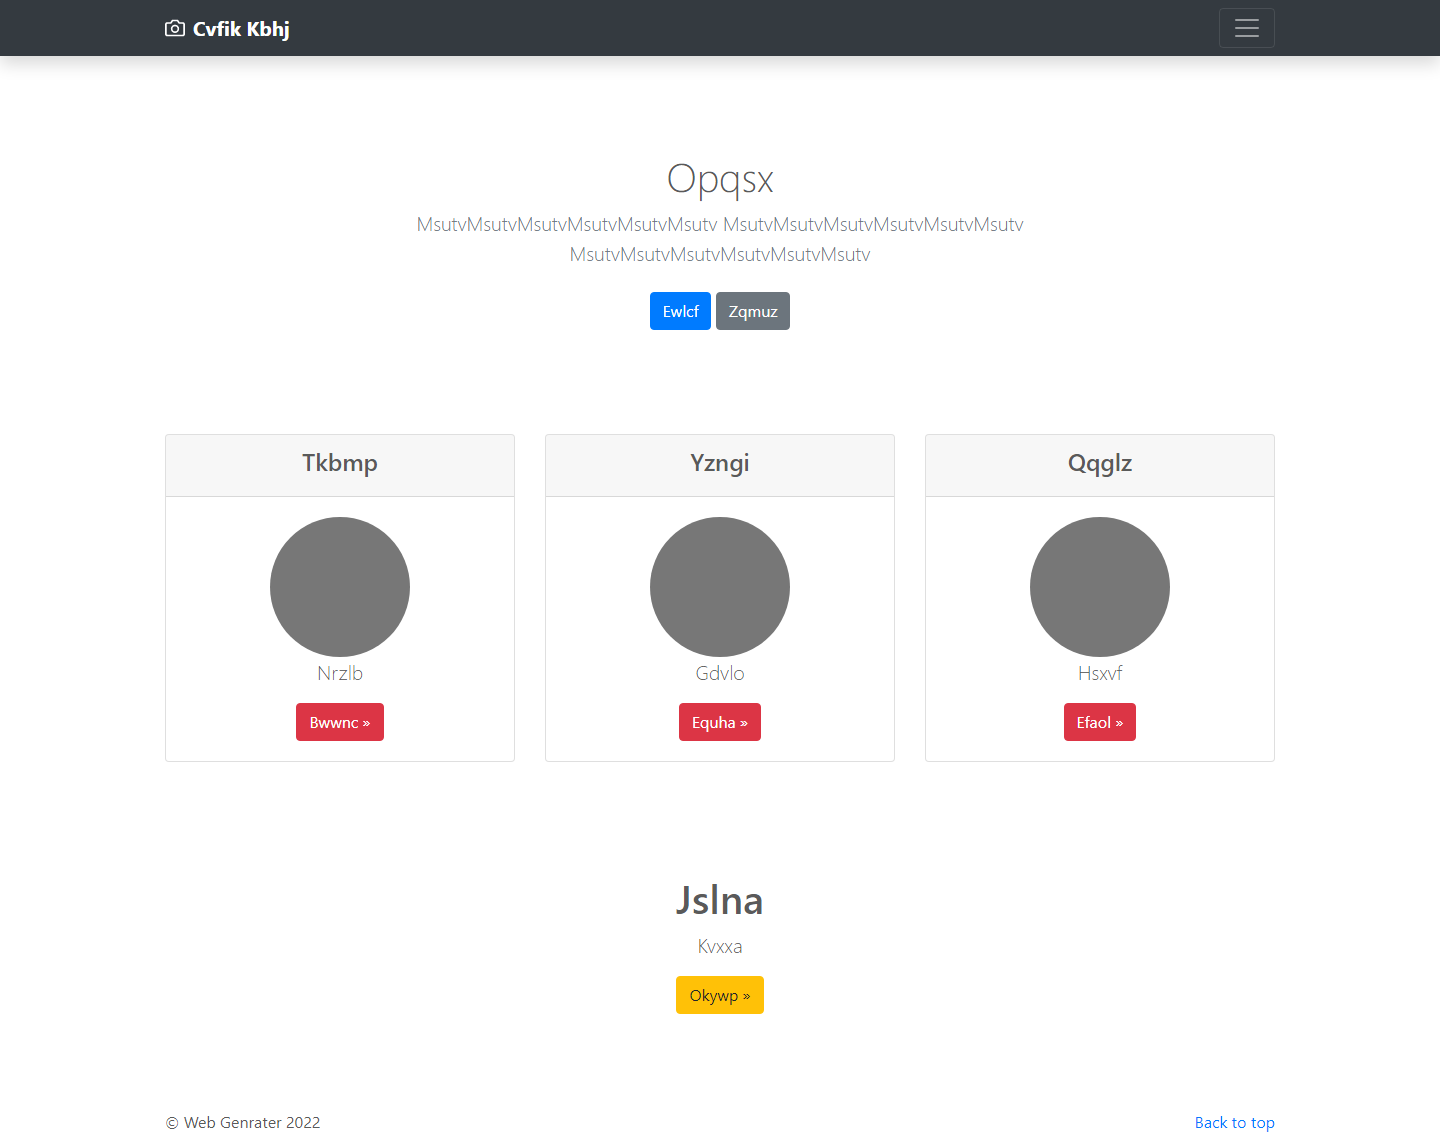 Cvfik Kbhj
Opqsx
MsutvMsutvMsutvMsutvMsutvMsutv MsutvMsutvMsutvMsutvMsutvMsutv
MsutvMsutvMsutvMsutvMsutvMsutv
Ewlcf Zqmuz
Tkbmp
Nrzlb
Bwwnc »
Yzngi
Gdvlo
Equha »
Qqglz
Hsxvf
Efaol »
Jslna
Kvxxa
Okywp »
© Web Genrater 2022
Back to top